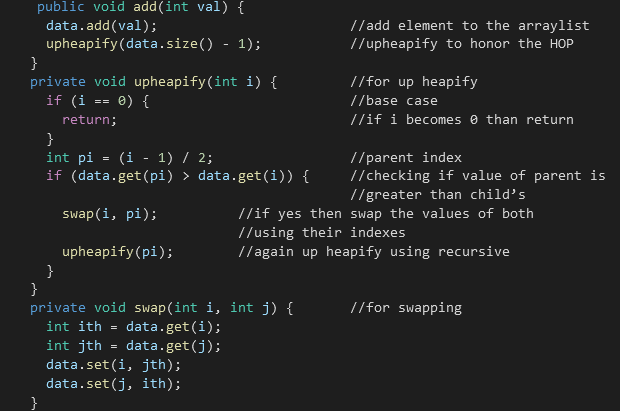 public void add(int val) {
data.add(val); //add element to the arraylist
upheapify(data.size() - 1); //upheapify to honor the HOP
}
private void upheapify(int i) { //for up heapify
if (i == 0) { //base case
return; //if i becomes 0 than return
}
int pi = (i - 1) / 2; //parent index
if (data.get(pi) > data.get(i)) { //checking if value of parent is
//greater than child’s
swap(i, pi); //if yes then swap the values of both
//using their indexes
upheapify(pi); //again up heapify using recursive
}
}
private void swap(int i, int j) { //for swapping
int ith = data.get(i);
int jth = data.get(j);
data.set(i, jth);
data.set(j, ith);
}